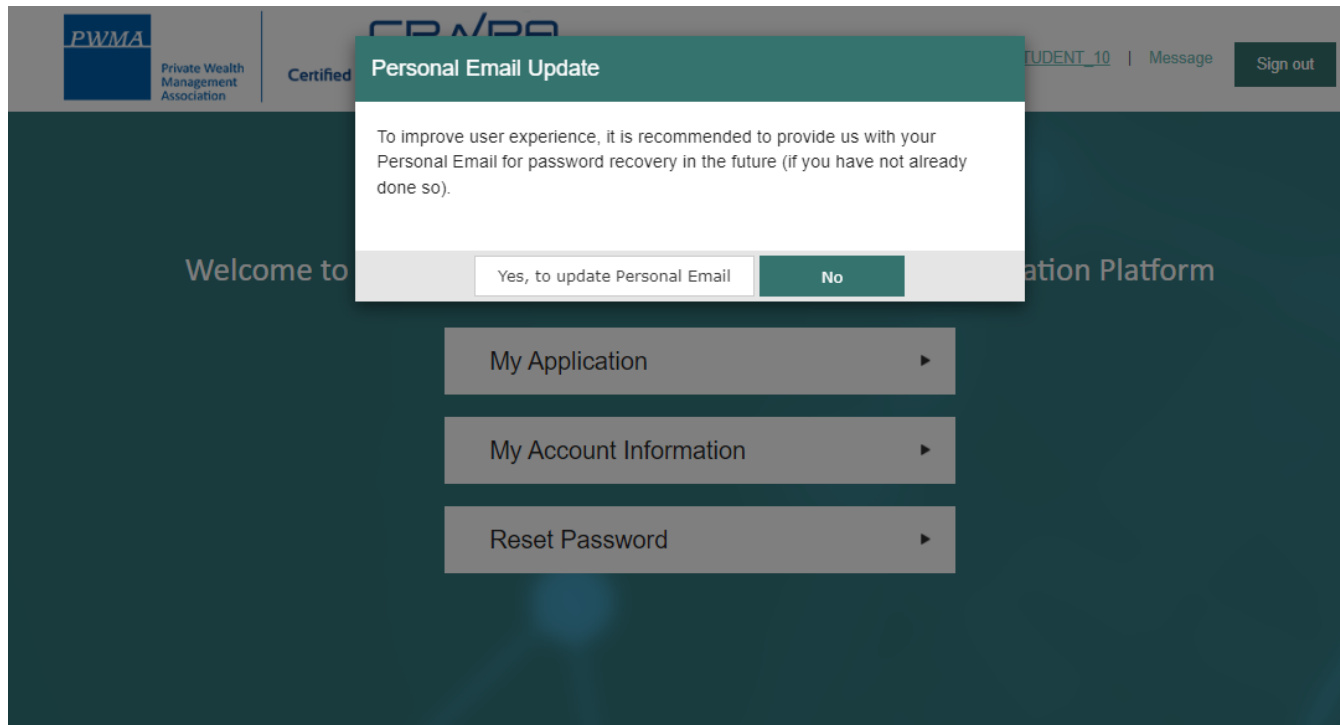 PWMA
Private Wealth
Management
Association
Certified
TUDENT_10 | Message
Sign out
Personal Email Update
To improve user experience, it is recommended to provide us with your
Personal Email for password recovery in the future (if you have not already
done so).
Yes, to update Personal Email
No
Welcome to
ation Platform
My Application
My Account Information
Reset Password